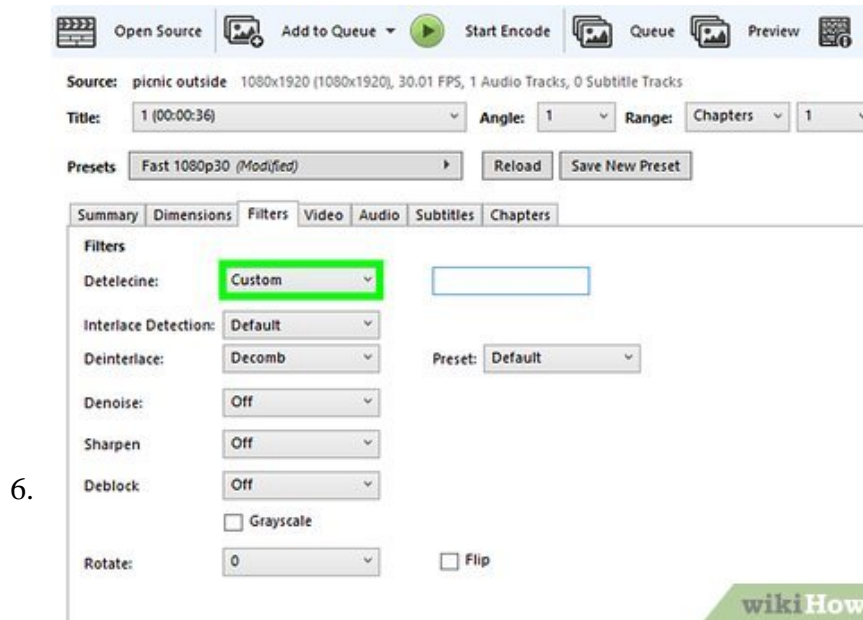 Open Source Add to Queue Start Encode Queue Preview
Source: picnic outside 1080x1920 (1080x1920), 30.01 FPS, 1 Audio Tracks, 0 Subtitle Tracks
Title: 1 (00:00:36) Angle: 1 Range: Chapters 1
Presets Fast 1080p30 (Modified) Reload Save New Preset
Summary Dimensions Filters Video Audio Subtitles Chapters
Filters
Detelecine: Custom
Interlace Detection: Default
Deinterlace: Decomb Preset: Default
Denoise: Off
Sharpen Off
6.
Deblock Off
Grayscale
Rotate: 0 Flip
wikiHow